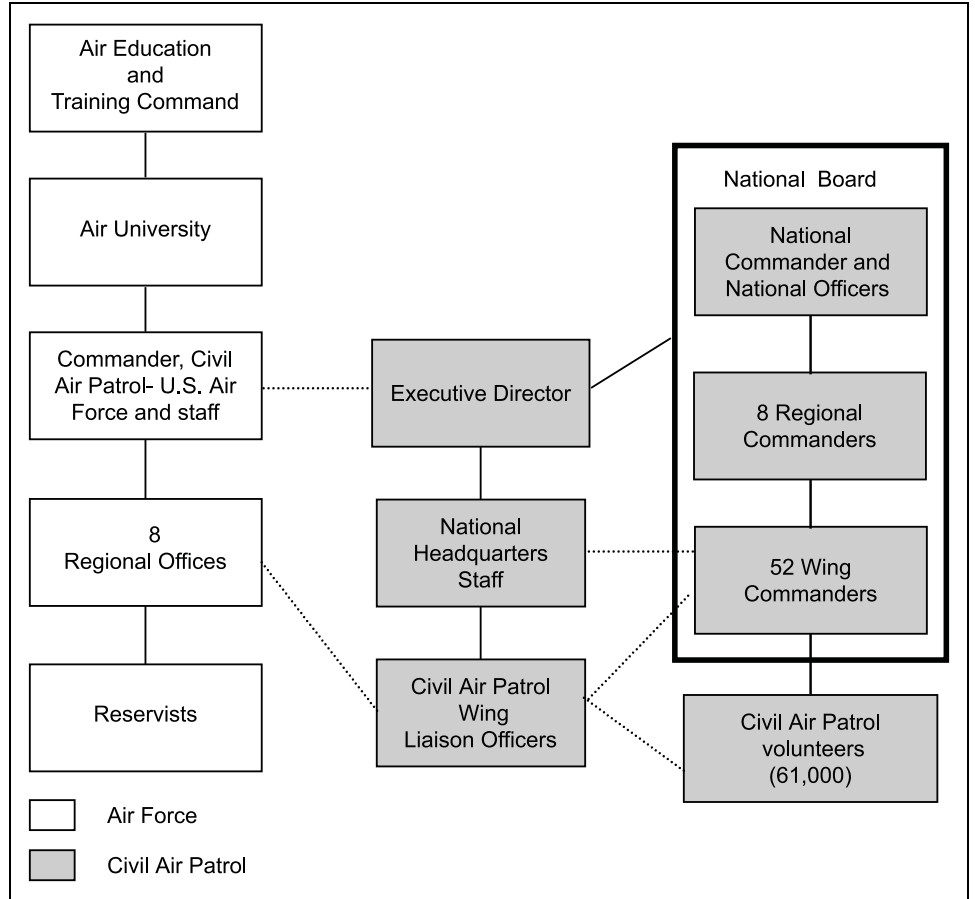 Air Education
and
Training Command
Air University
Commander, Civil
Air Patrol- U.S. Air
Force and staff
8
Regional Offices
Reservists
Executive Director
National
Headquarters
Staff
Civil Air Patrol
Wing
Liaison Officers
National Board
National
Commander and
National Officers
8 Regional
Commanders
52 Wing
Commanders
Civil Air Patrol
volunteers
(61,000)
Air Force
Civil Air Patrol